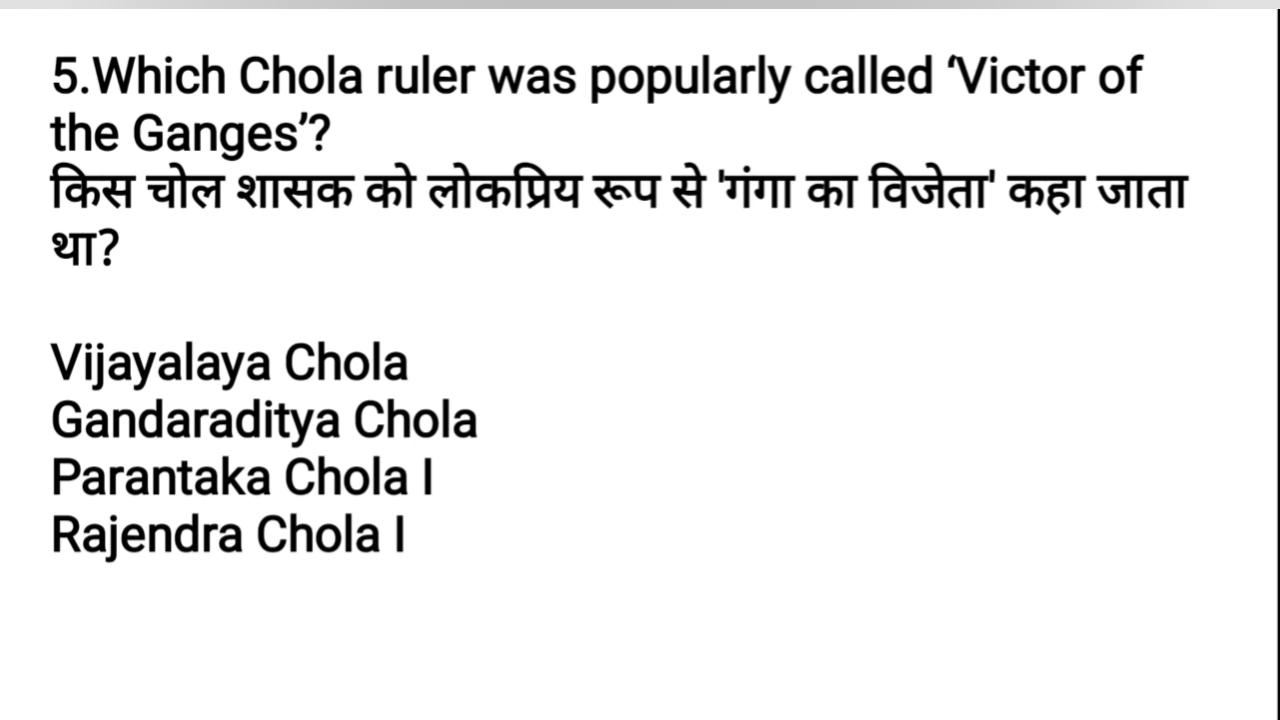 5.Which Chola ruler was popularly called ‘Victor of
the Ganges’?
किस चोल शासक को लोकप्रिय रूप से 'गंगा का विजेता' कहा जाता
था?
Vijayalaya Chola
Gandaraditya Chola
Parantaka Chola I
Rajendra Chola I